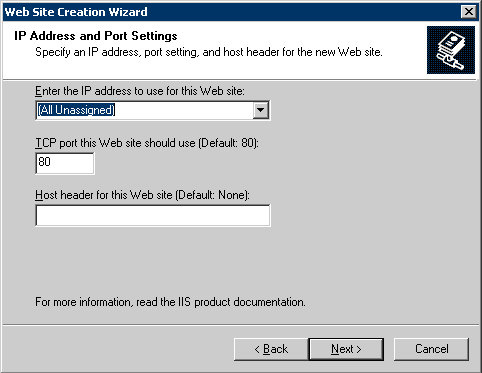 Web Site Creation Wizard
IP Address and Port Settings
Specify an IP address, port setting, and host header for the new Web site.
Enter the IP address to use for this Web site:
(All Unassigned)
TCP port this Web site should use (Default: 80):
80
Host header for this Web site (Default: None):
For more information, read the IIS product documentation.
< Back
Next >
Cancel